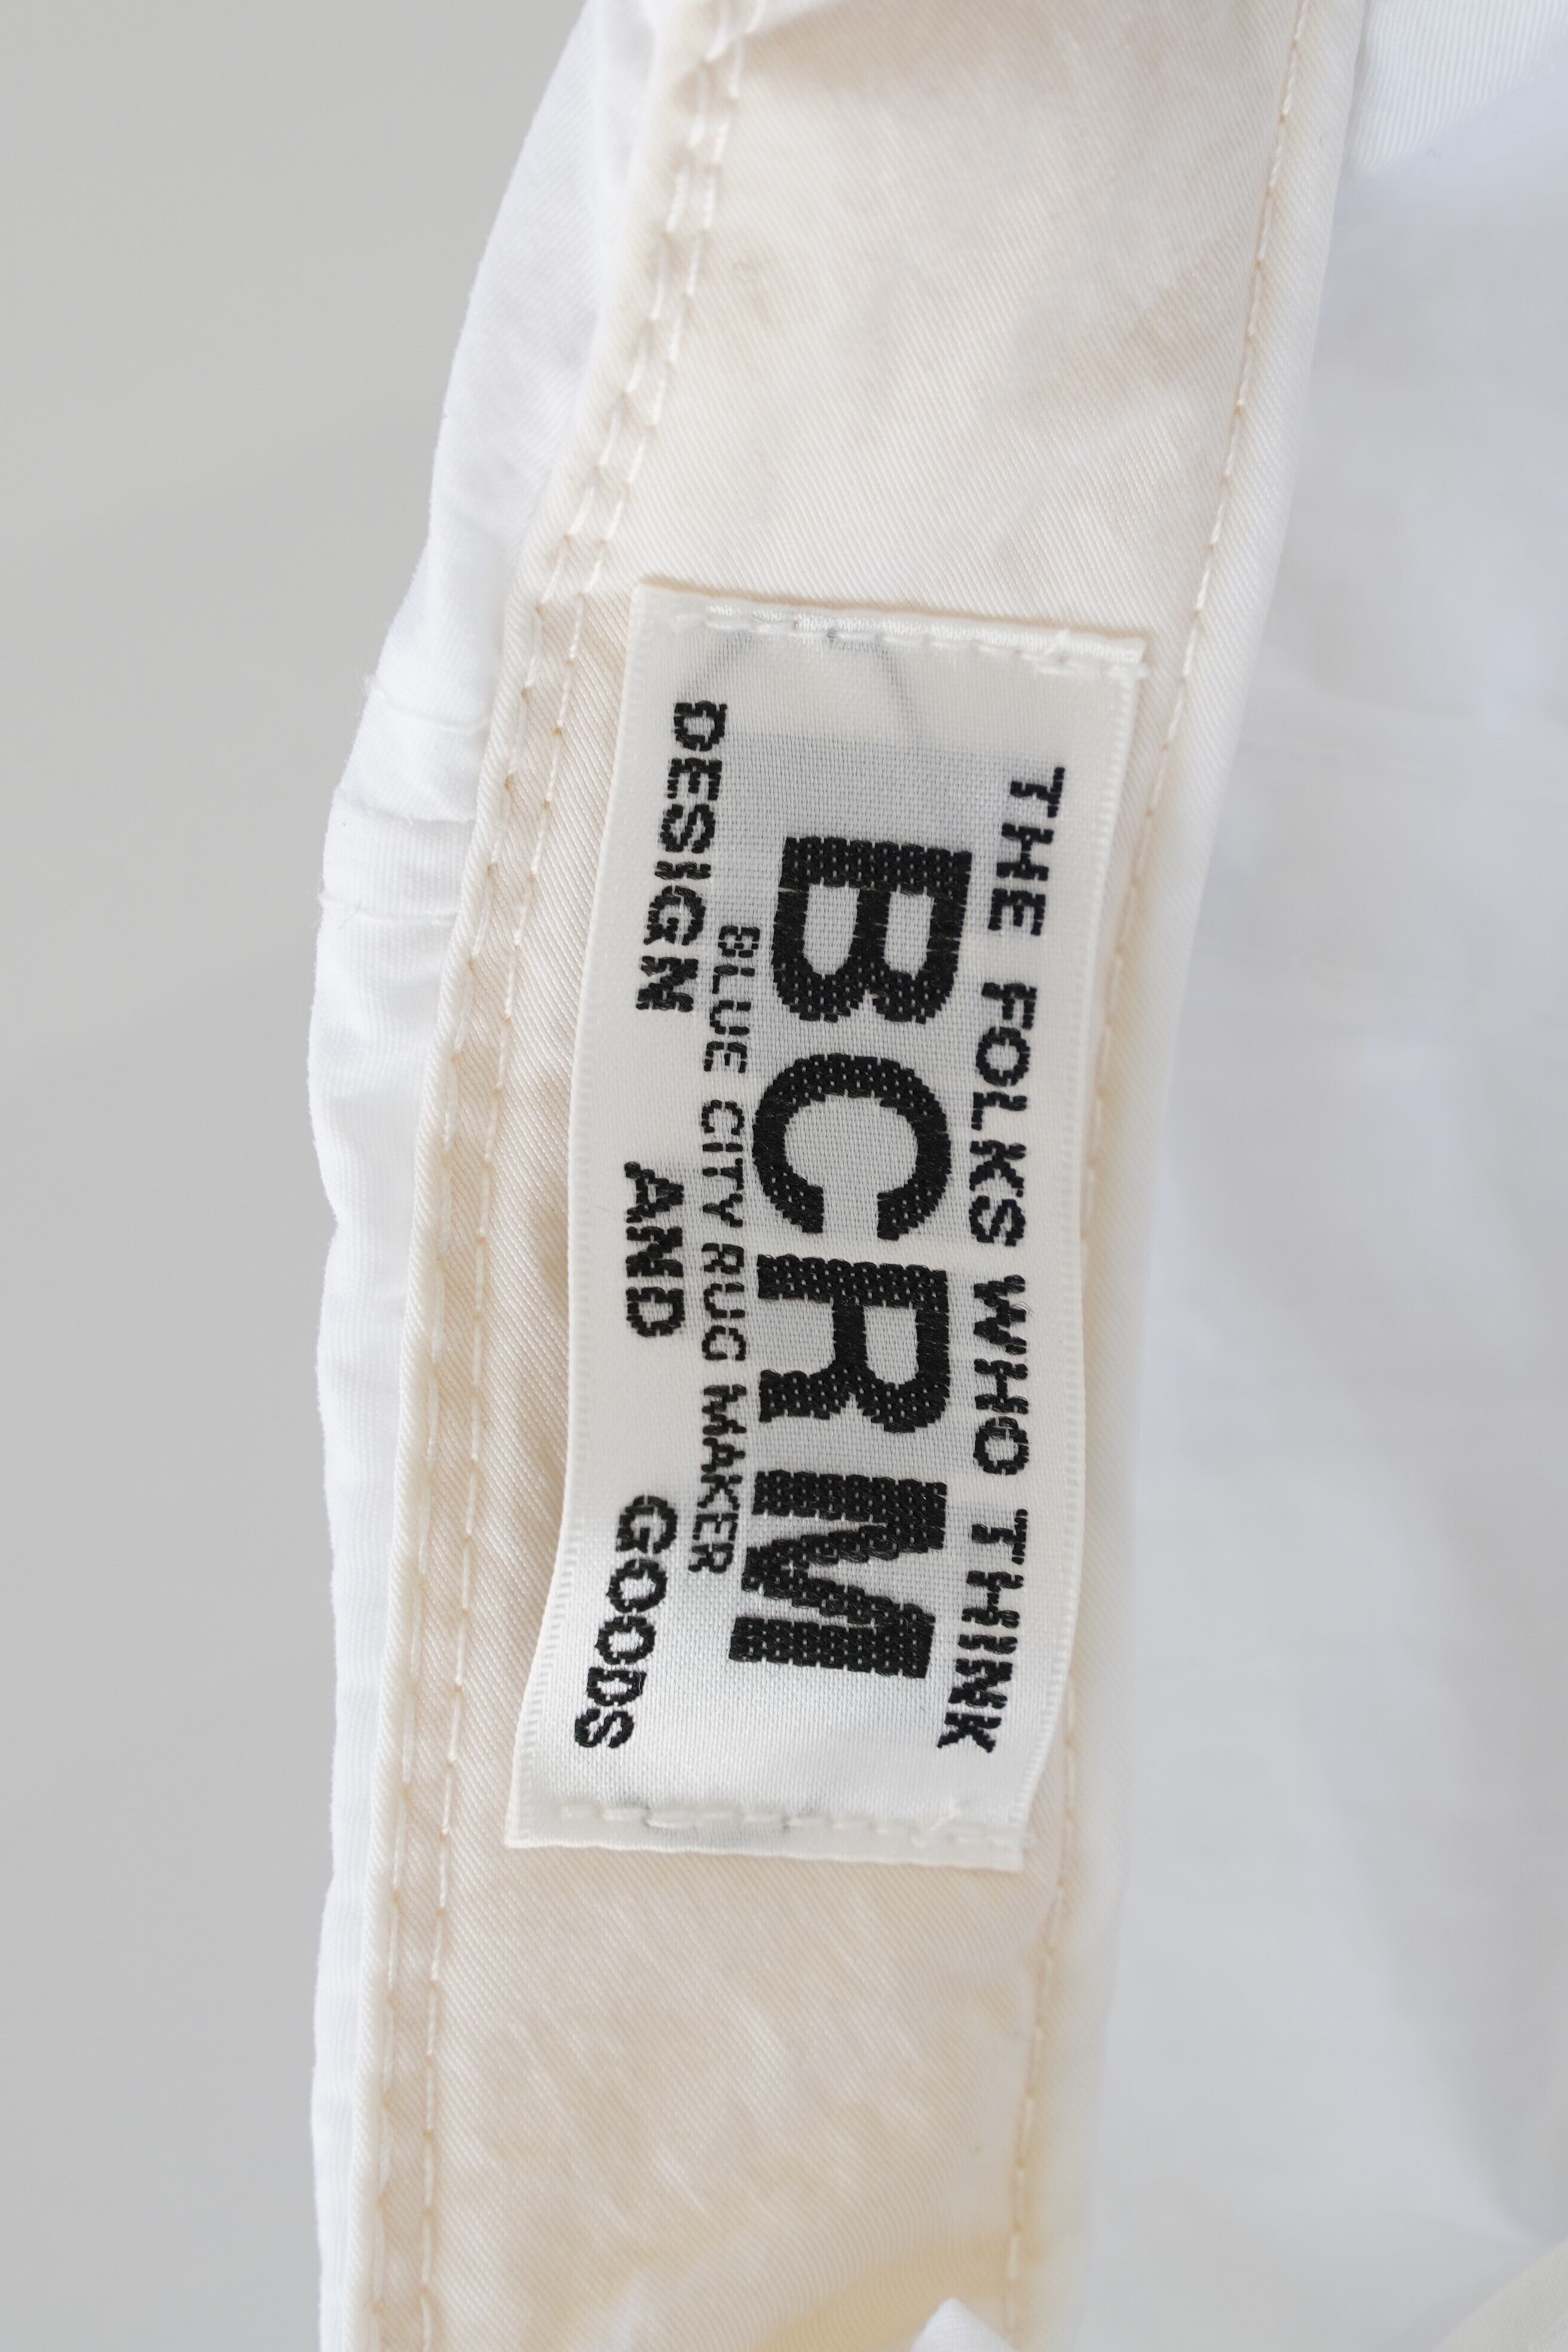 THE FOLKS WHO THINK
BCRM
BLUE CITY RUG MAKER
DESIGN AND GOODS